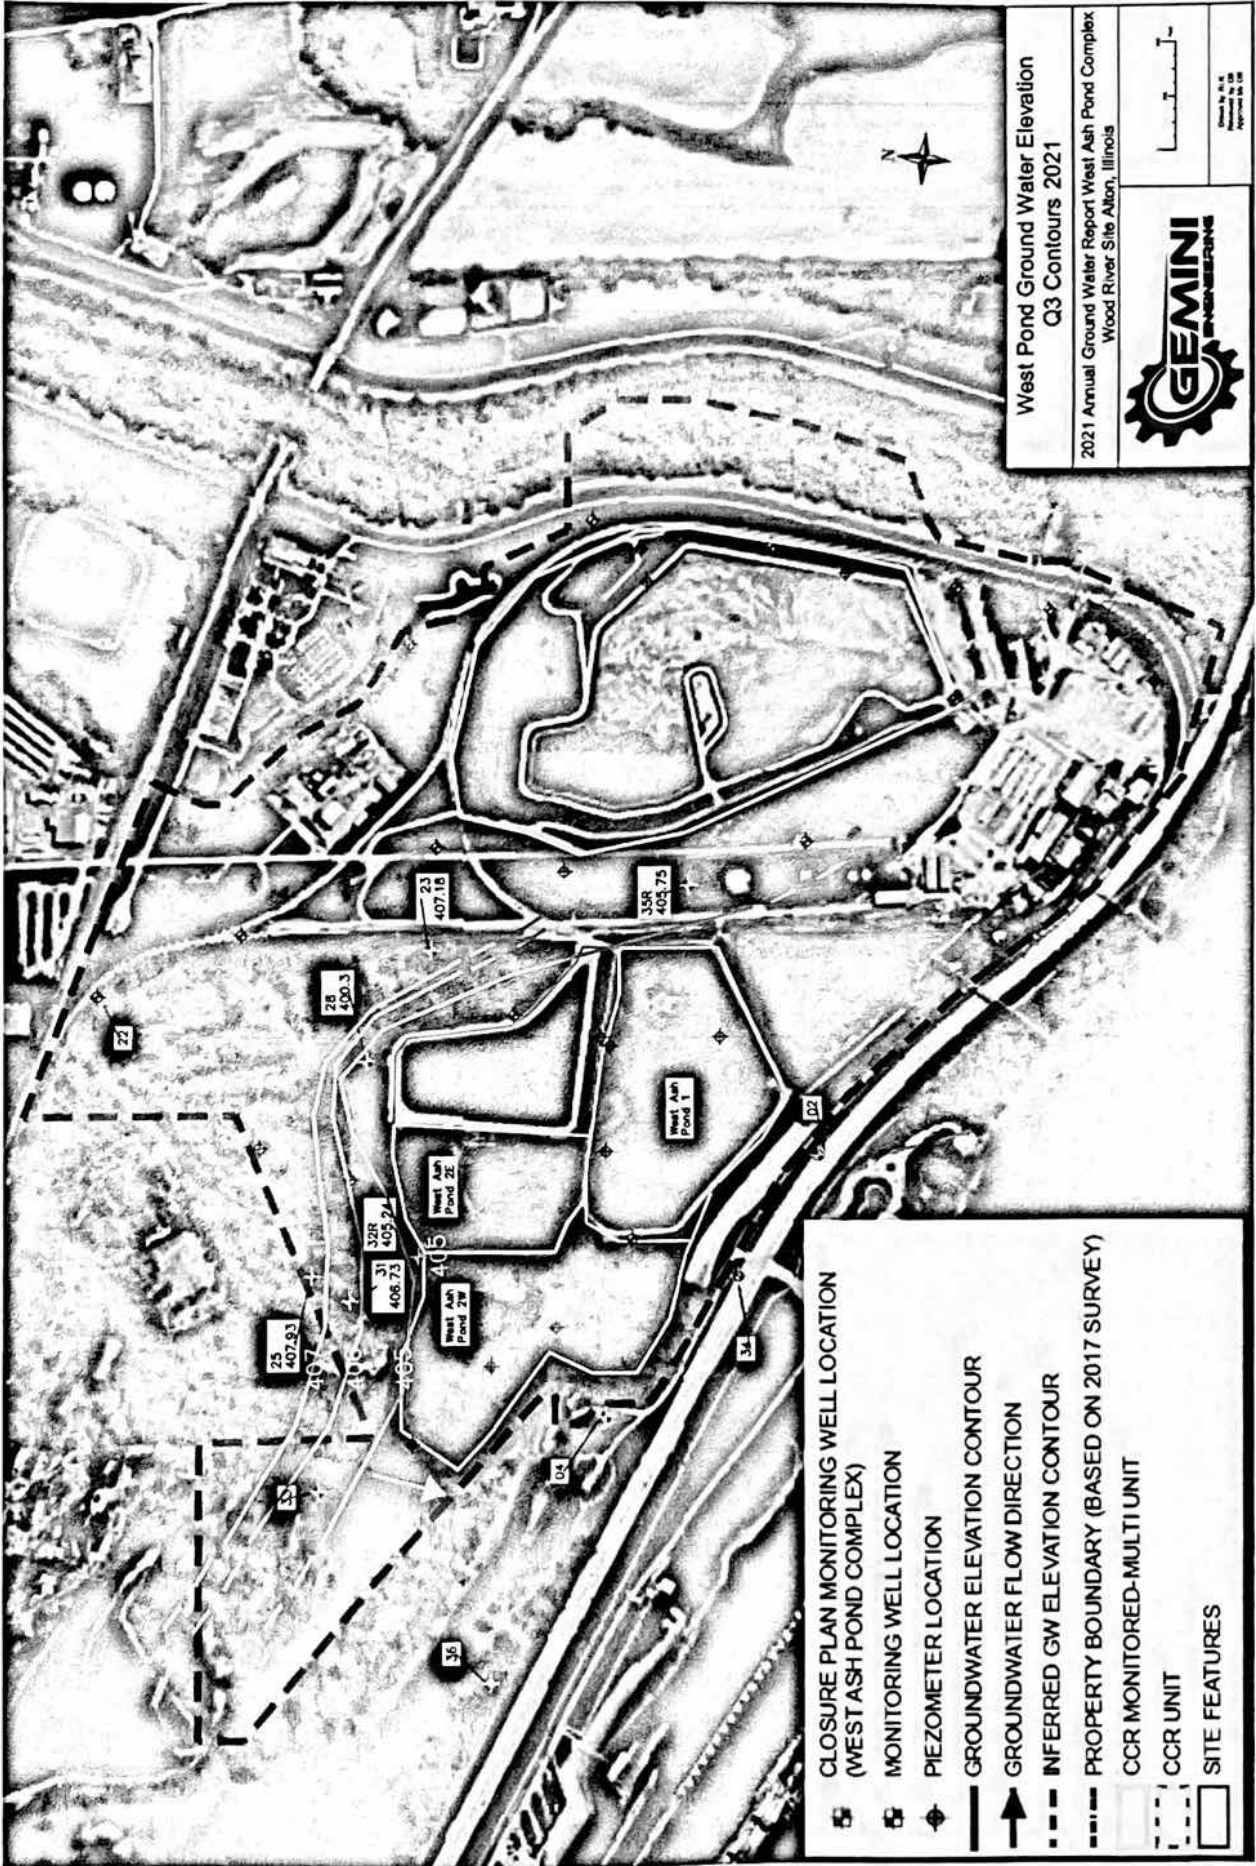 West Pond Ground Water Elevation
Q3 Contours 2021
2021 Annual Ground Water Report West Ash Pond Complex
Wood River Site Alton, Illinois
GEMINI
ENGINEERING
N
22
28
400.3
23
407.18
35R
405.75
25
407.93
32R
405.24
31
406.73
West Ash
Pond 2E
West Ash
Pond 2W
West Ash
Pond 1
407
406
405
405
02
34
04
36
CLOSURE PLAN MONITORING WELL LOCATION
(WEST ASH POND COMPLEX)
MONITORING WELL LOCATION
PIEZOMETER LOCATION
GROUNDWATER ELEVATION CONTOUR
GROUNDWATER FLOW DIRECTION
INFERRED GW ELEVATION CONTOUR
PROPERTY BOUNDARY (BASED ON 2017 SURVEY)
CCR MONITORED-MULTI UNIT
CCR UNIT
SITE FEATURES